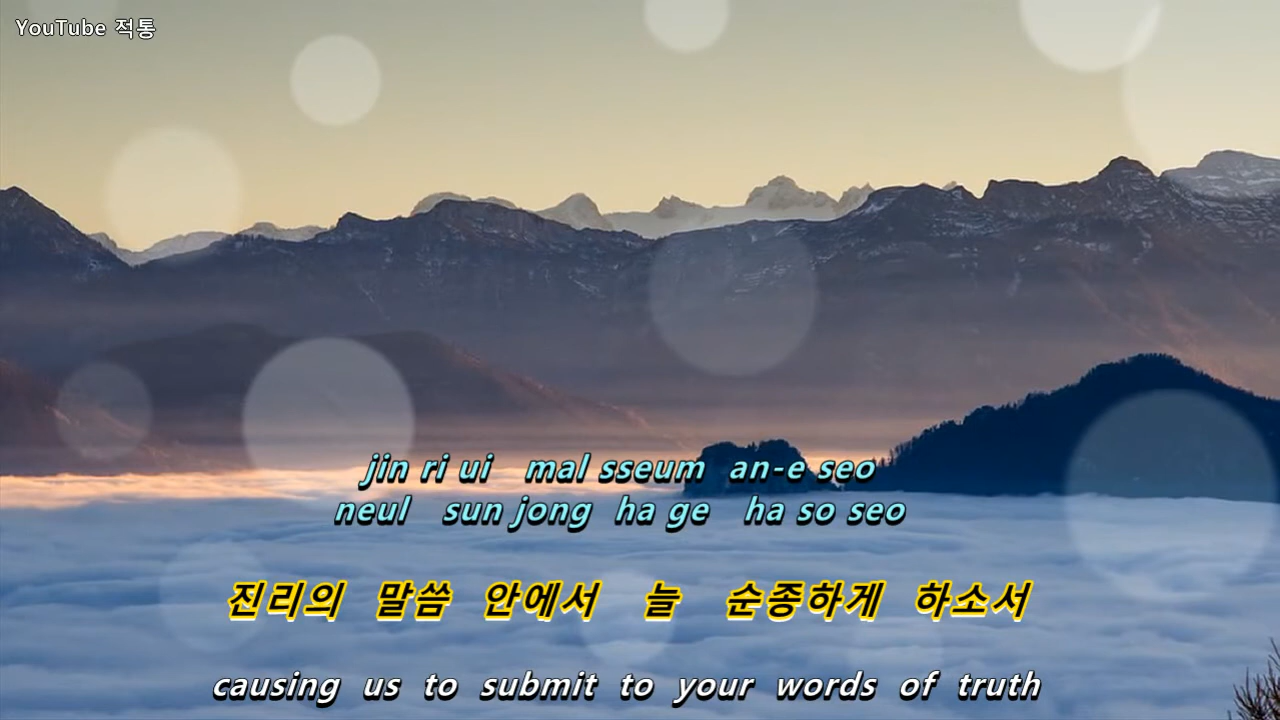 YouTube 적통
jin ri ui mal sseum an-e seo
neul sun jong ha ge ha so seo
진리의 말씀 안에서 늘 순종하게 하소서
causing us to submit to your words of truth